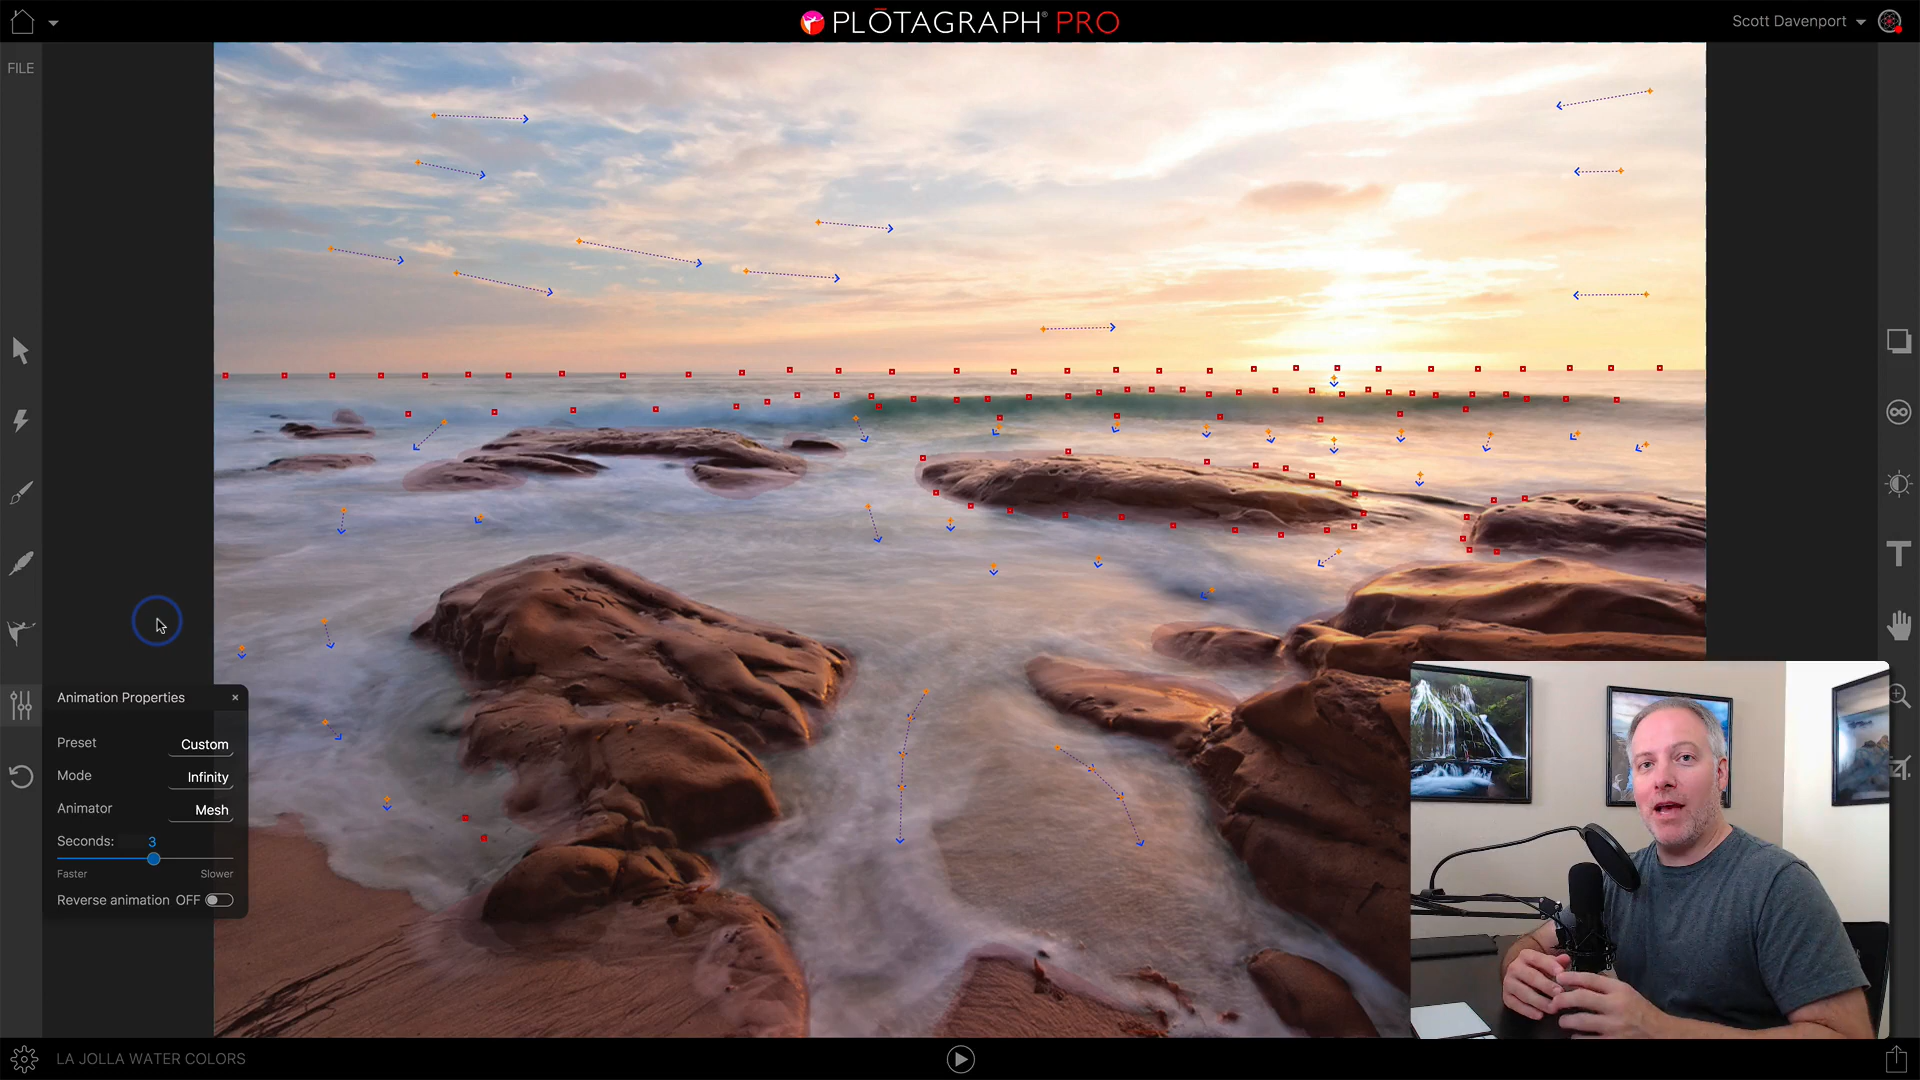 PLŌTAGRAPH® PRO
Scott Davenport
FILE
Animation Properties ×
Preset Custom
Mode Infinity
Animator Mesh
Seconds: 3
Faster Slower
Reverse animation OFF
T
LA JOLLA WATER COLORS